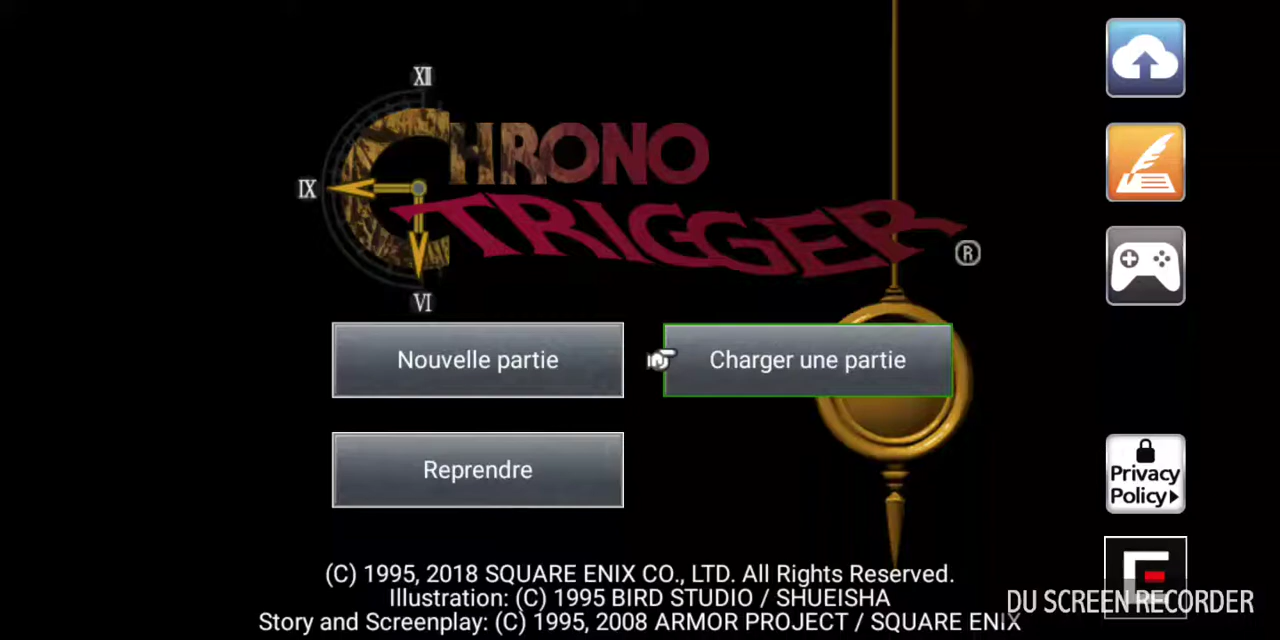 XII
CHRONO
IX
TRIGGER
®
VI
Nouvelle partie
Charger une partie
Reprendre
Privacy
Policy▶
(C) 1995, 2018 SQUARE ENIX CO., LTD. All Rights Reserved.
Illustration: (C) 1995 BIRD STUDIO / SHUEISHA
Story and Screenplay: (C) 1995, 2008 ARMOR PROJECT / SQUARE ENIX
DU SCREEN RECORDER